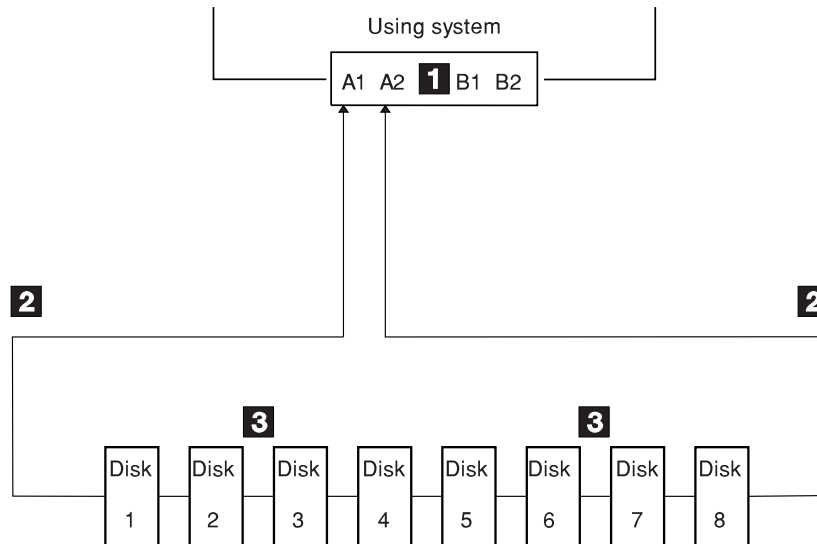 Using system
A1 A2 1 B1 B2
2 2
3 3
Disk Disk Disk Disk Disk Disk Disk Disk
1 2 3 4 5 6 7 8